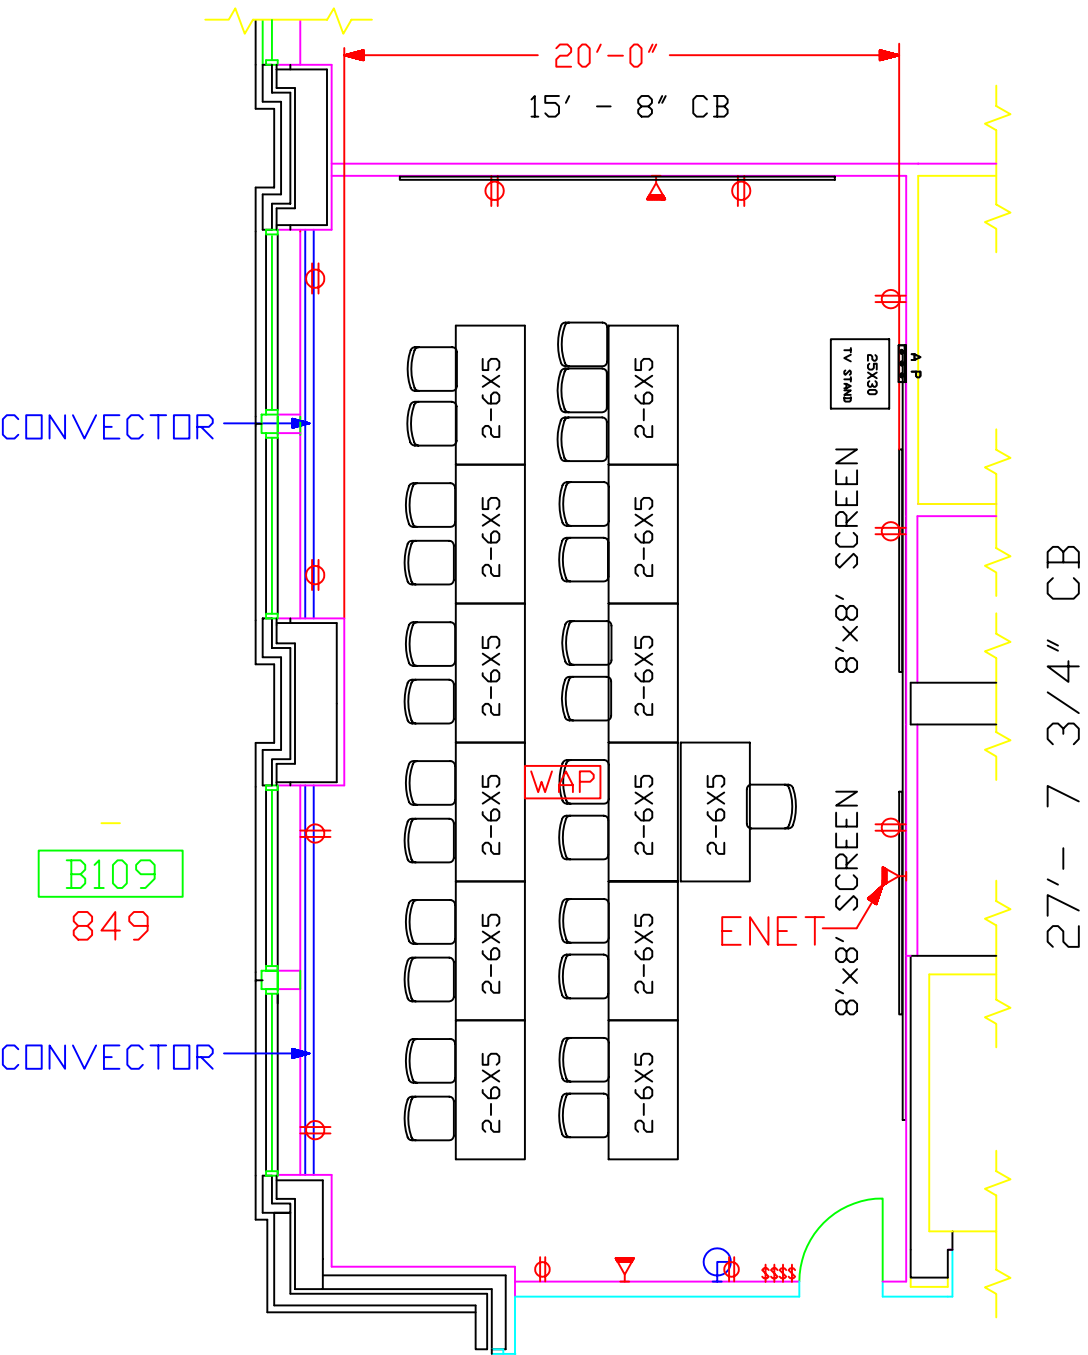 20'-0"
15' - 8" CB
A P
25X30
TV STAND
2-6X5
2-6X5
CONVECTOR
8'x8' SCREEN
2-6X5
2-6X5
2-6X5
2-6X5
27'- 7 3/4" CB
WAP
2-6X5
2-6X5
2-6X5
B109
849
8'x8' SCREEN
ENET
2-6X5
2-6X5
CONVECTOR
2-6X5
2-6X5
$$$$